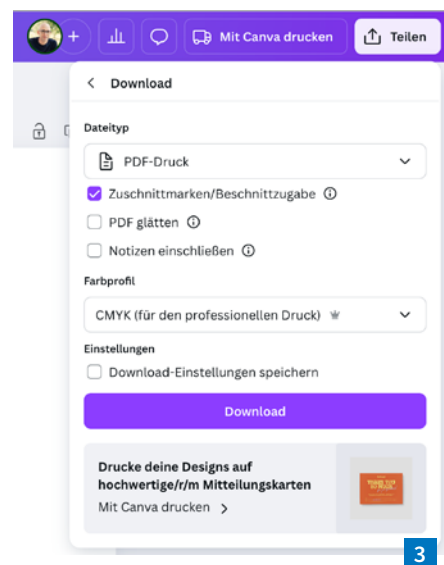 Mit Canva drucken
Teilen
Download
Dateityp
PDF-Druck
Zuschnittmarken/Beschnittzugabe
PDF glätten
Notizen einschließen
Farbprofil
CMYK (für den professionellen Druck)
Einstellungen
Download-Einstellungen speichern
Download
Drucke deine Designs auf
hochwertige/r/m Mitteilungskarten
Mit Canva drucken
3